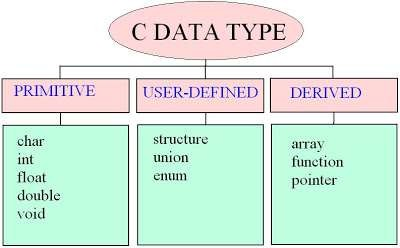 C DATA TYPE
PRIMITIVE
USER-DEFINED
DERIVED
char
int
float
double
void
structure
union
enum
array
function
pointer